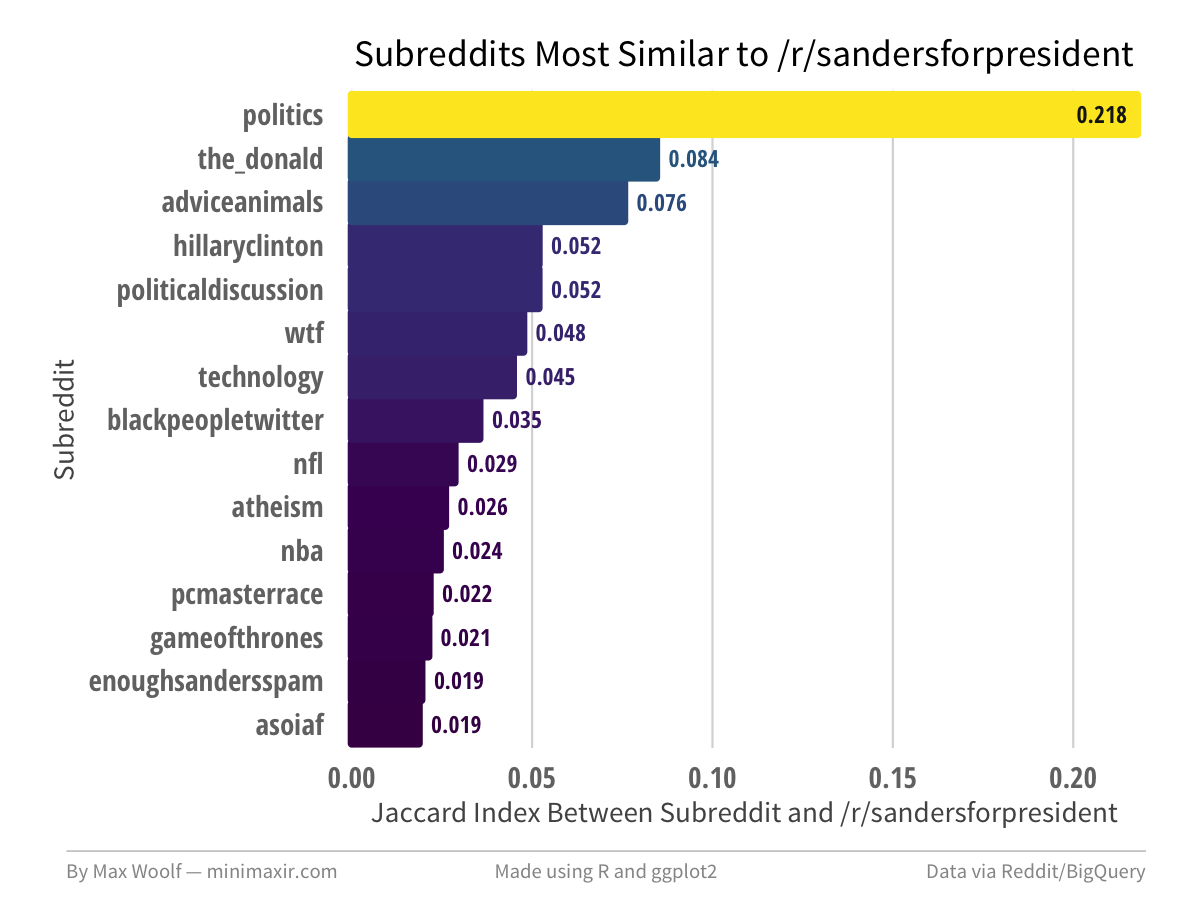 Subreddits Most Similar to /r/sandersforpresident
politics 0.218
the_donald 0.084
adviceanimals 0.076
hillaryclinton 0.052
politicaldiscussion 0.052
wtf 0.048
technology 0.045
blackpeopletwitter 0.035
nfl 0.029
atheism 0.026
nba 0.024
pcmasterrace 0.022
gameofthrones 0.021
enoughsandersspam 0.019
asoiaf 0.019
Subreddit
0.00 0.05 0.10 0.15 0.20
Jaccard Index Between Subreddit and /r/sandersforpresident
By Max Woolf — minimaxir.com Made using R and ggplot2 Data via Reddit/BigQuery